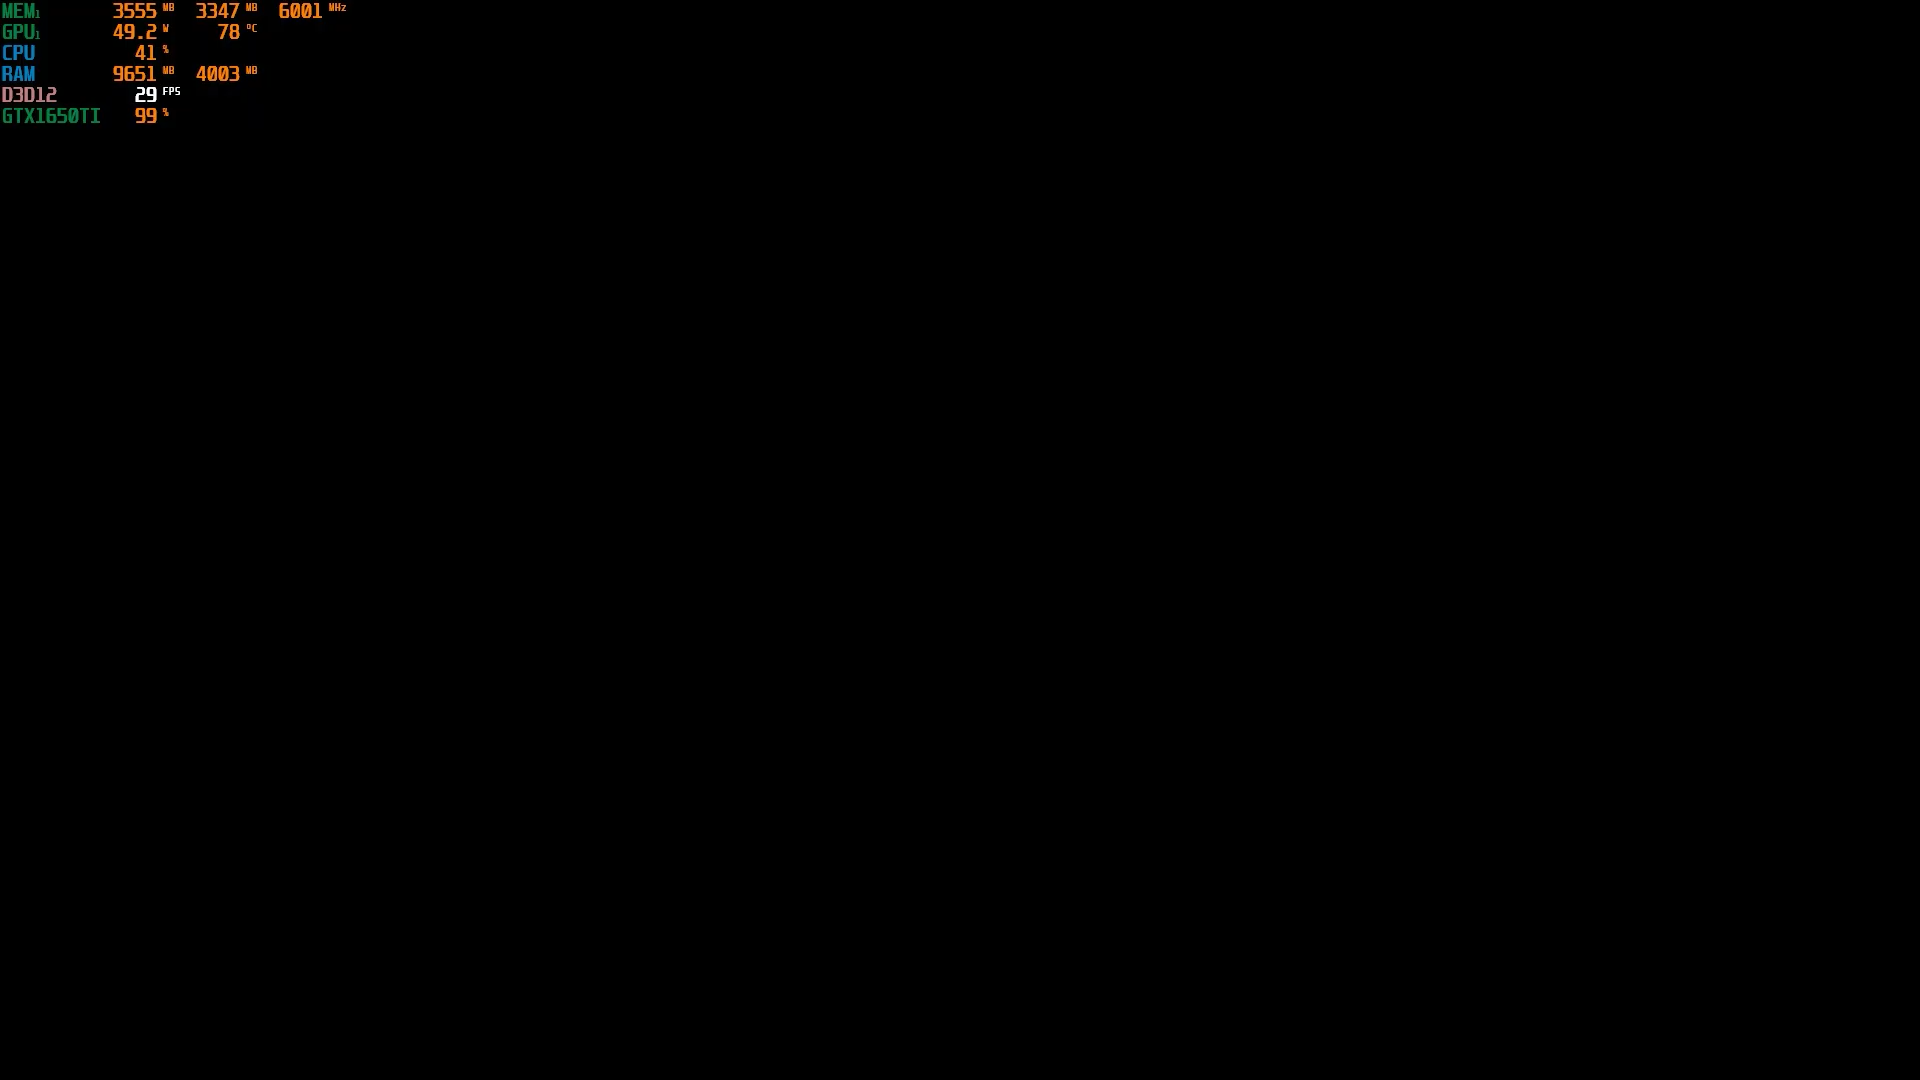 MEM1 3555 MB 3347 MB 6001 MHz
GPU1 49.2 W 78 °C
CPU 41 %
RAM 9651 MB 4003 MB
D3D12 29 FPS
GTX1650TI 99 %